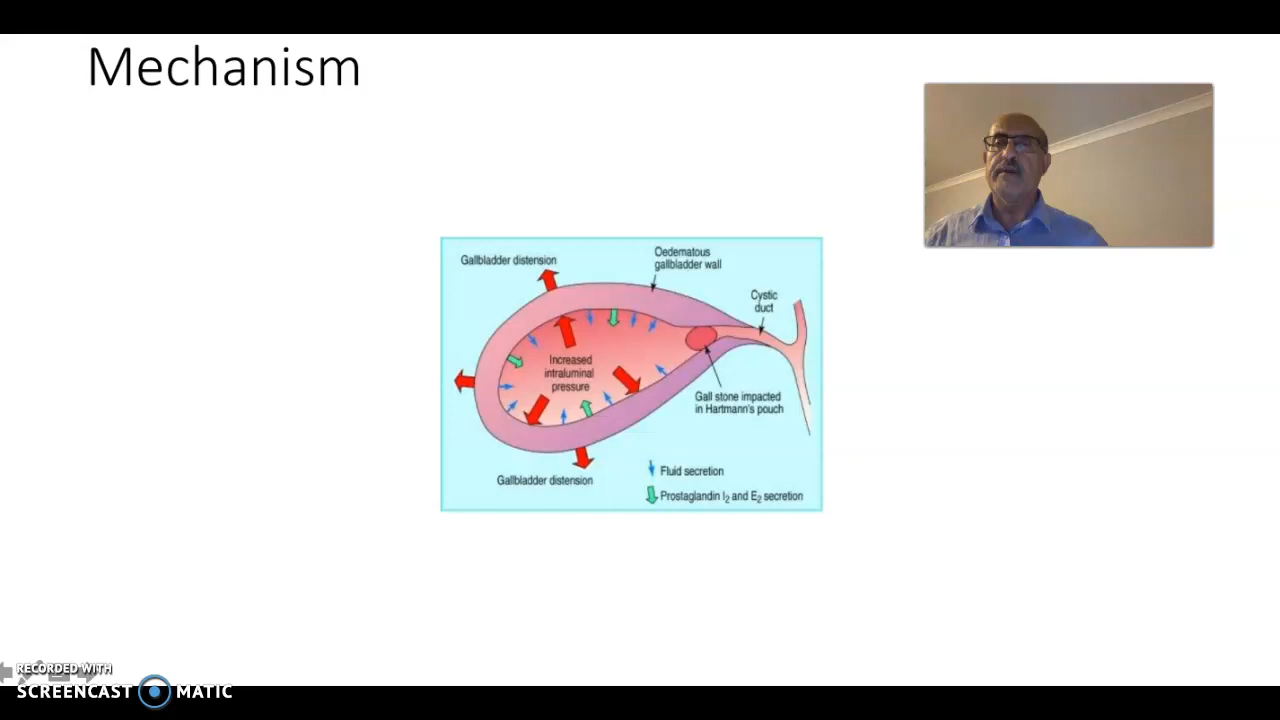 Mechanism
Gallbladder distension
Oedematous
gallbladder wall
Cystic
duct
Increased
intraluminal
pressure
Gall stone impacted
in Hartmann's pouch
Gallbladder distension
Fluid secretion
Prostaglandin I₂ and E₂ secretion
RECORDED WITH
SCREENCAST MATIC